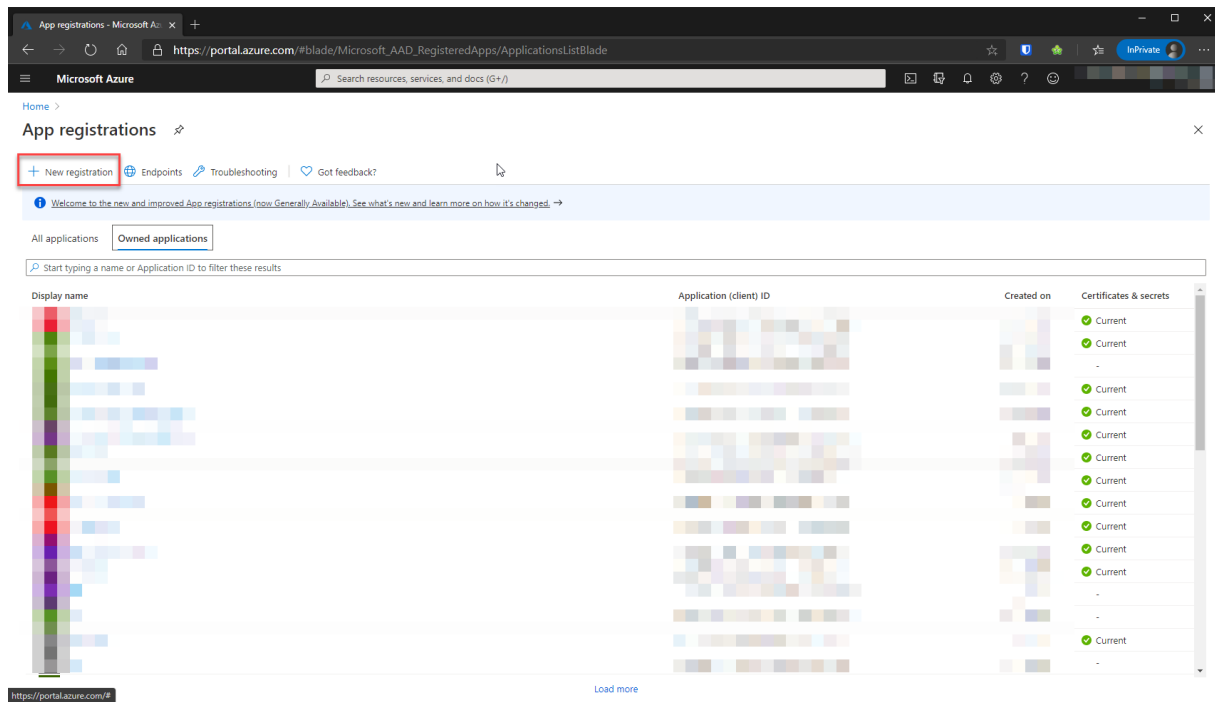 App registrations - Microsoft Az
https://portal.azure.com/#blade/Microsoft_AAD_RegisteredApps/ApplicationsListBlade
InPrivate
Microsoft Azure
Search resources, services, and docs (G+/)
Home >
App registrations
New registration
Endpoints
Troubleshooting
Got feedback?
Welcome to the new and improved App registrations (now Generally Available). See what's new and learn more on how it's changed. →
All applications
Owned applications
Start typing a name or Application ID to filter these results
Display name
Application (client) ID
Created on
Certificates & secrets
Current
Current
-
Current
Current
Current
Current
Current
Current
Current
Current
Current
-
-
Current
-
Load more
https://portal.azure.com/#